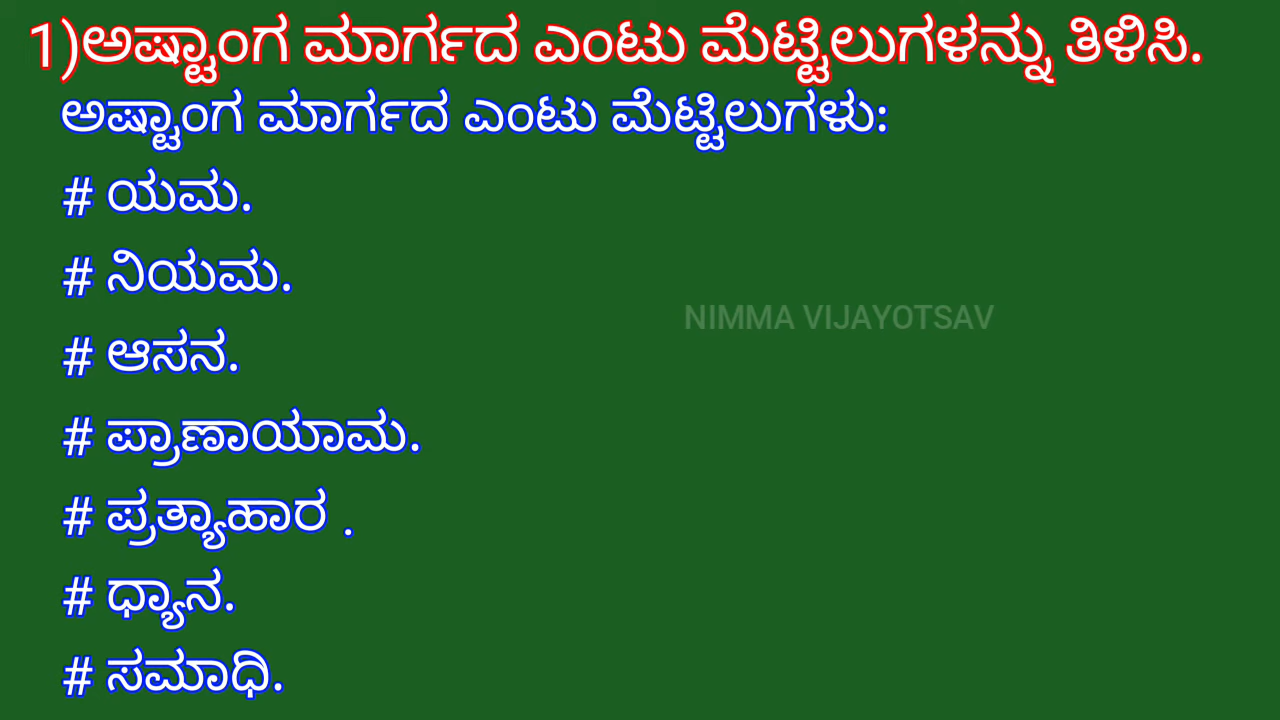 1)ಅಷ್ಟಾಂಗ ಮಾರ್ಗದ ಎಂಟು ಮೆಟ್ಟಿಲುಗಳನ್ನು ತಿಳಿಸಿ.
ಅಷ್ಟಾಂಗ ಮಾರ್ಗದ ಎಂಟು ಮೆಟ್ಟಿಲುಗಳು:
# ಯಮ.
# ನಿಯಮ.
NIMMA VIJAYOTSAV
# ಆಸನ.
# ಪ್ರಾಣಾಯಾಮ.
# ಪ್ರತ್ಯಾಹಾರ .
# ಧ್ಯಾನ.
# ಸಮಾಧಿ.